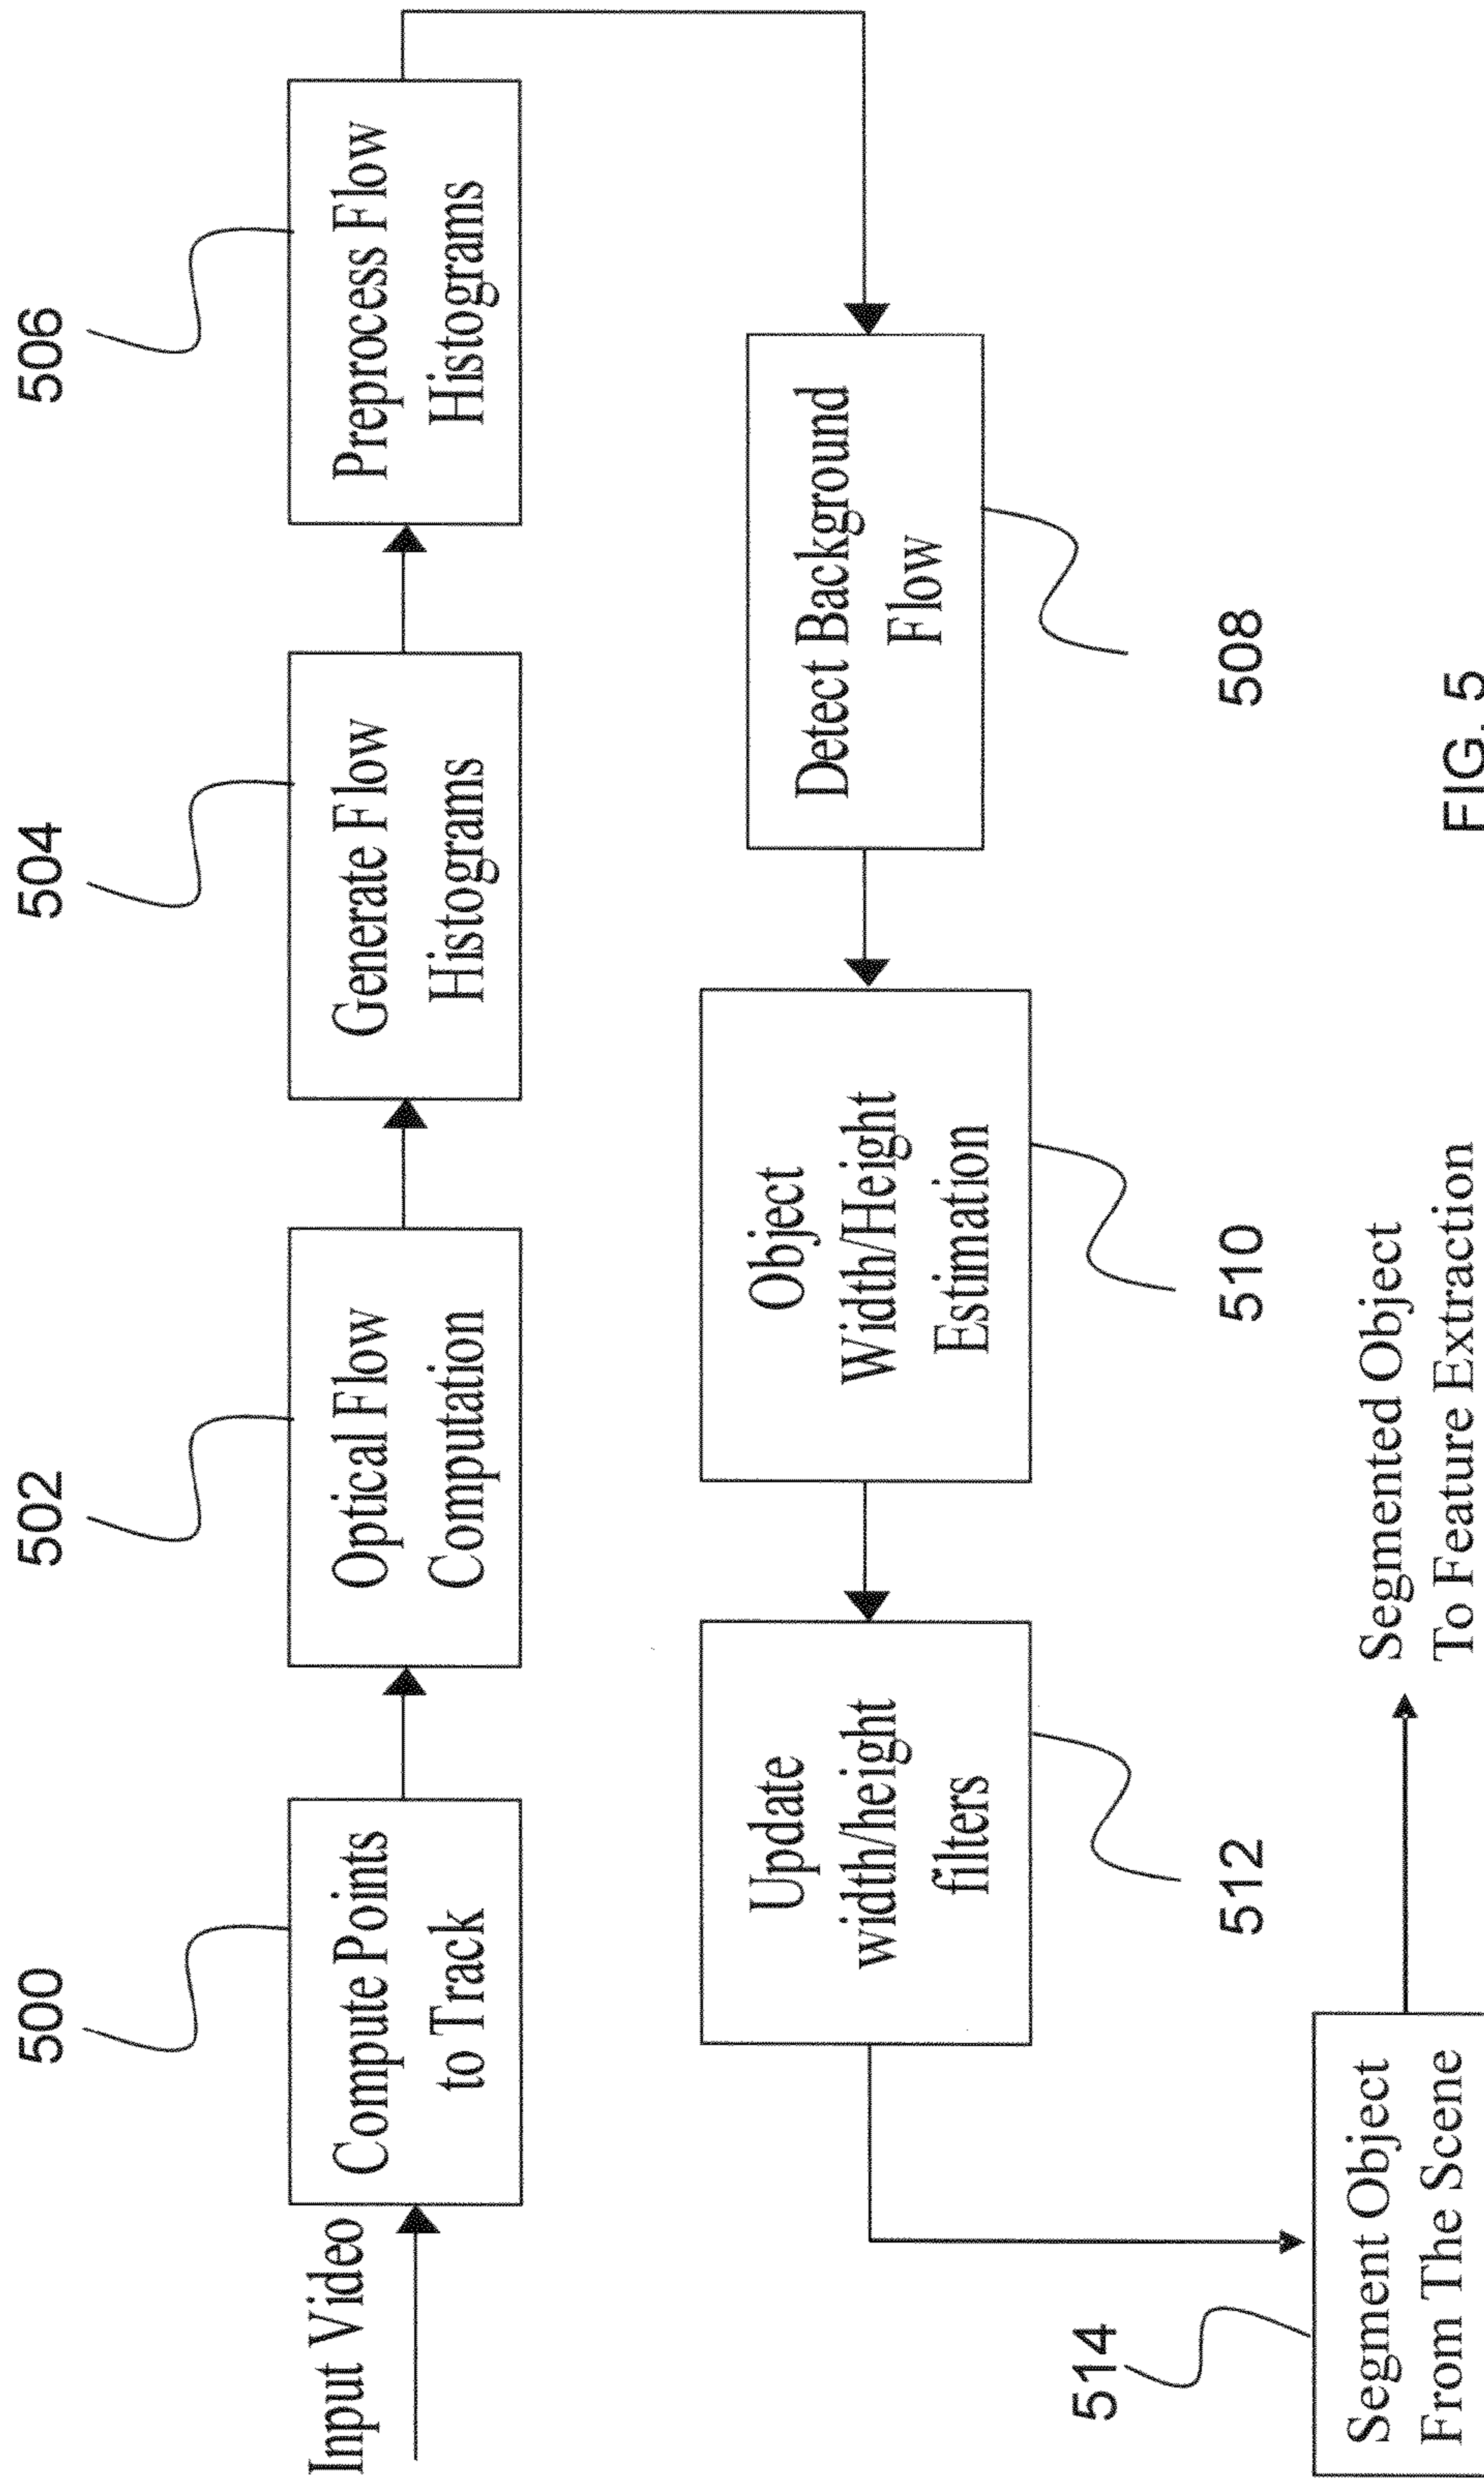 500
502
504
506
Input Video
Compute Points
to Track
Optical Flow
Computation
Generate Flow
Histograms
Preprocess Flow
Histograms
Update
width/height
filters
Object
Width/Height
Estimation
Detect Background
Flow
514
512
510
508
Segment Object
From The Scene
Segmented Object
To Feature Extraction
FIG. 5